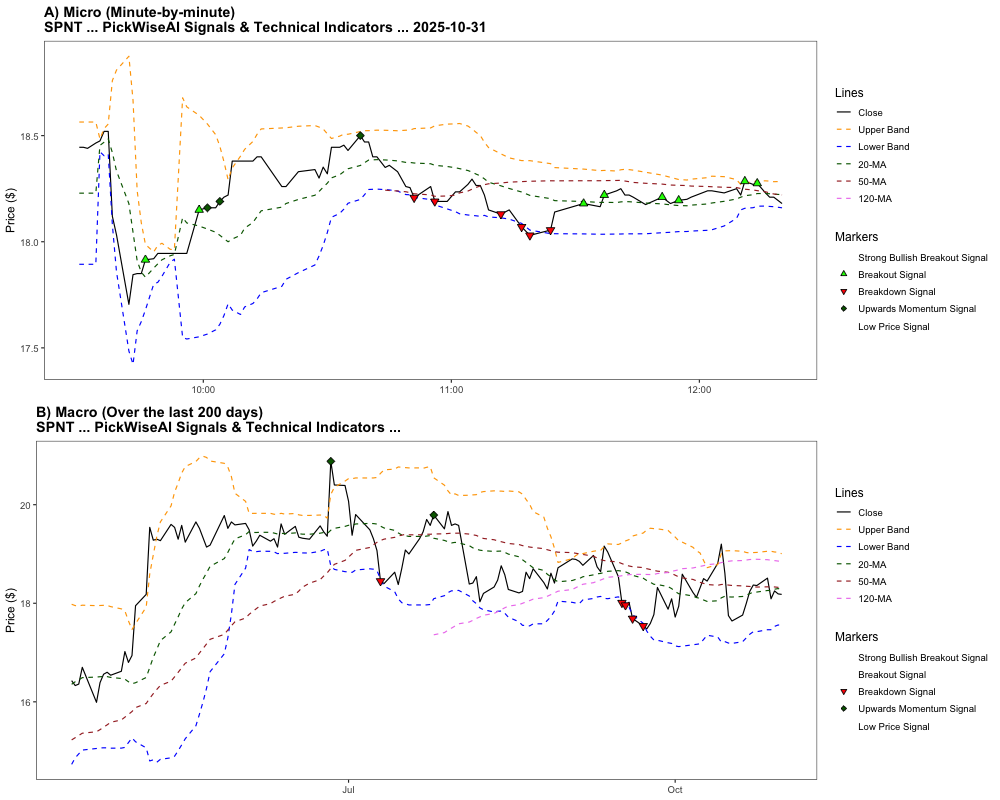 A) Micro (Minute-by-minute)
SPNT ... PickWiseAI Signals & Technical Indicators ... 2025-10-31
Price ($)
18.5
18.0
17.5
10:00
11:00
12:00
Lines
Close
Upper Band
Lower Band
20-MA
50-MA
120-MA
Markers
Strong Bullish Breakout Signal
Breakout Signal
Breakdown Signal
Upwards Momentum Signal
Low Price Signal
B) Macro (Over the last 200 days)
SPNT ... PickWiseAI Signals & Technical Indicators ...
Price ($)
20
18
16
Jul
Oct
Lines
Close
Upper Band
Lower Band
20-MA
50-MA
120-MA
Markers
Strong Bullish Breakout Signal
Breakout Signal
Breakdown Signal
Upwards Momentum Signal
Low Price Signal